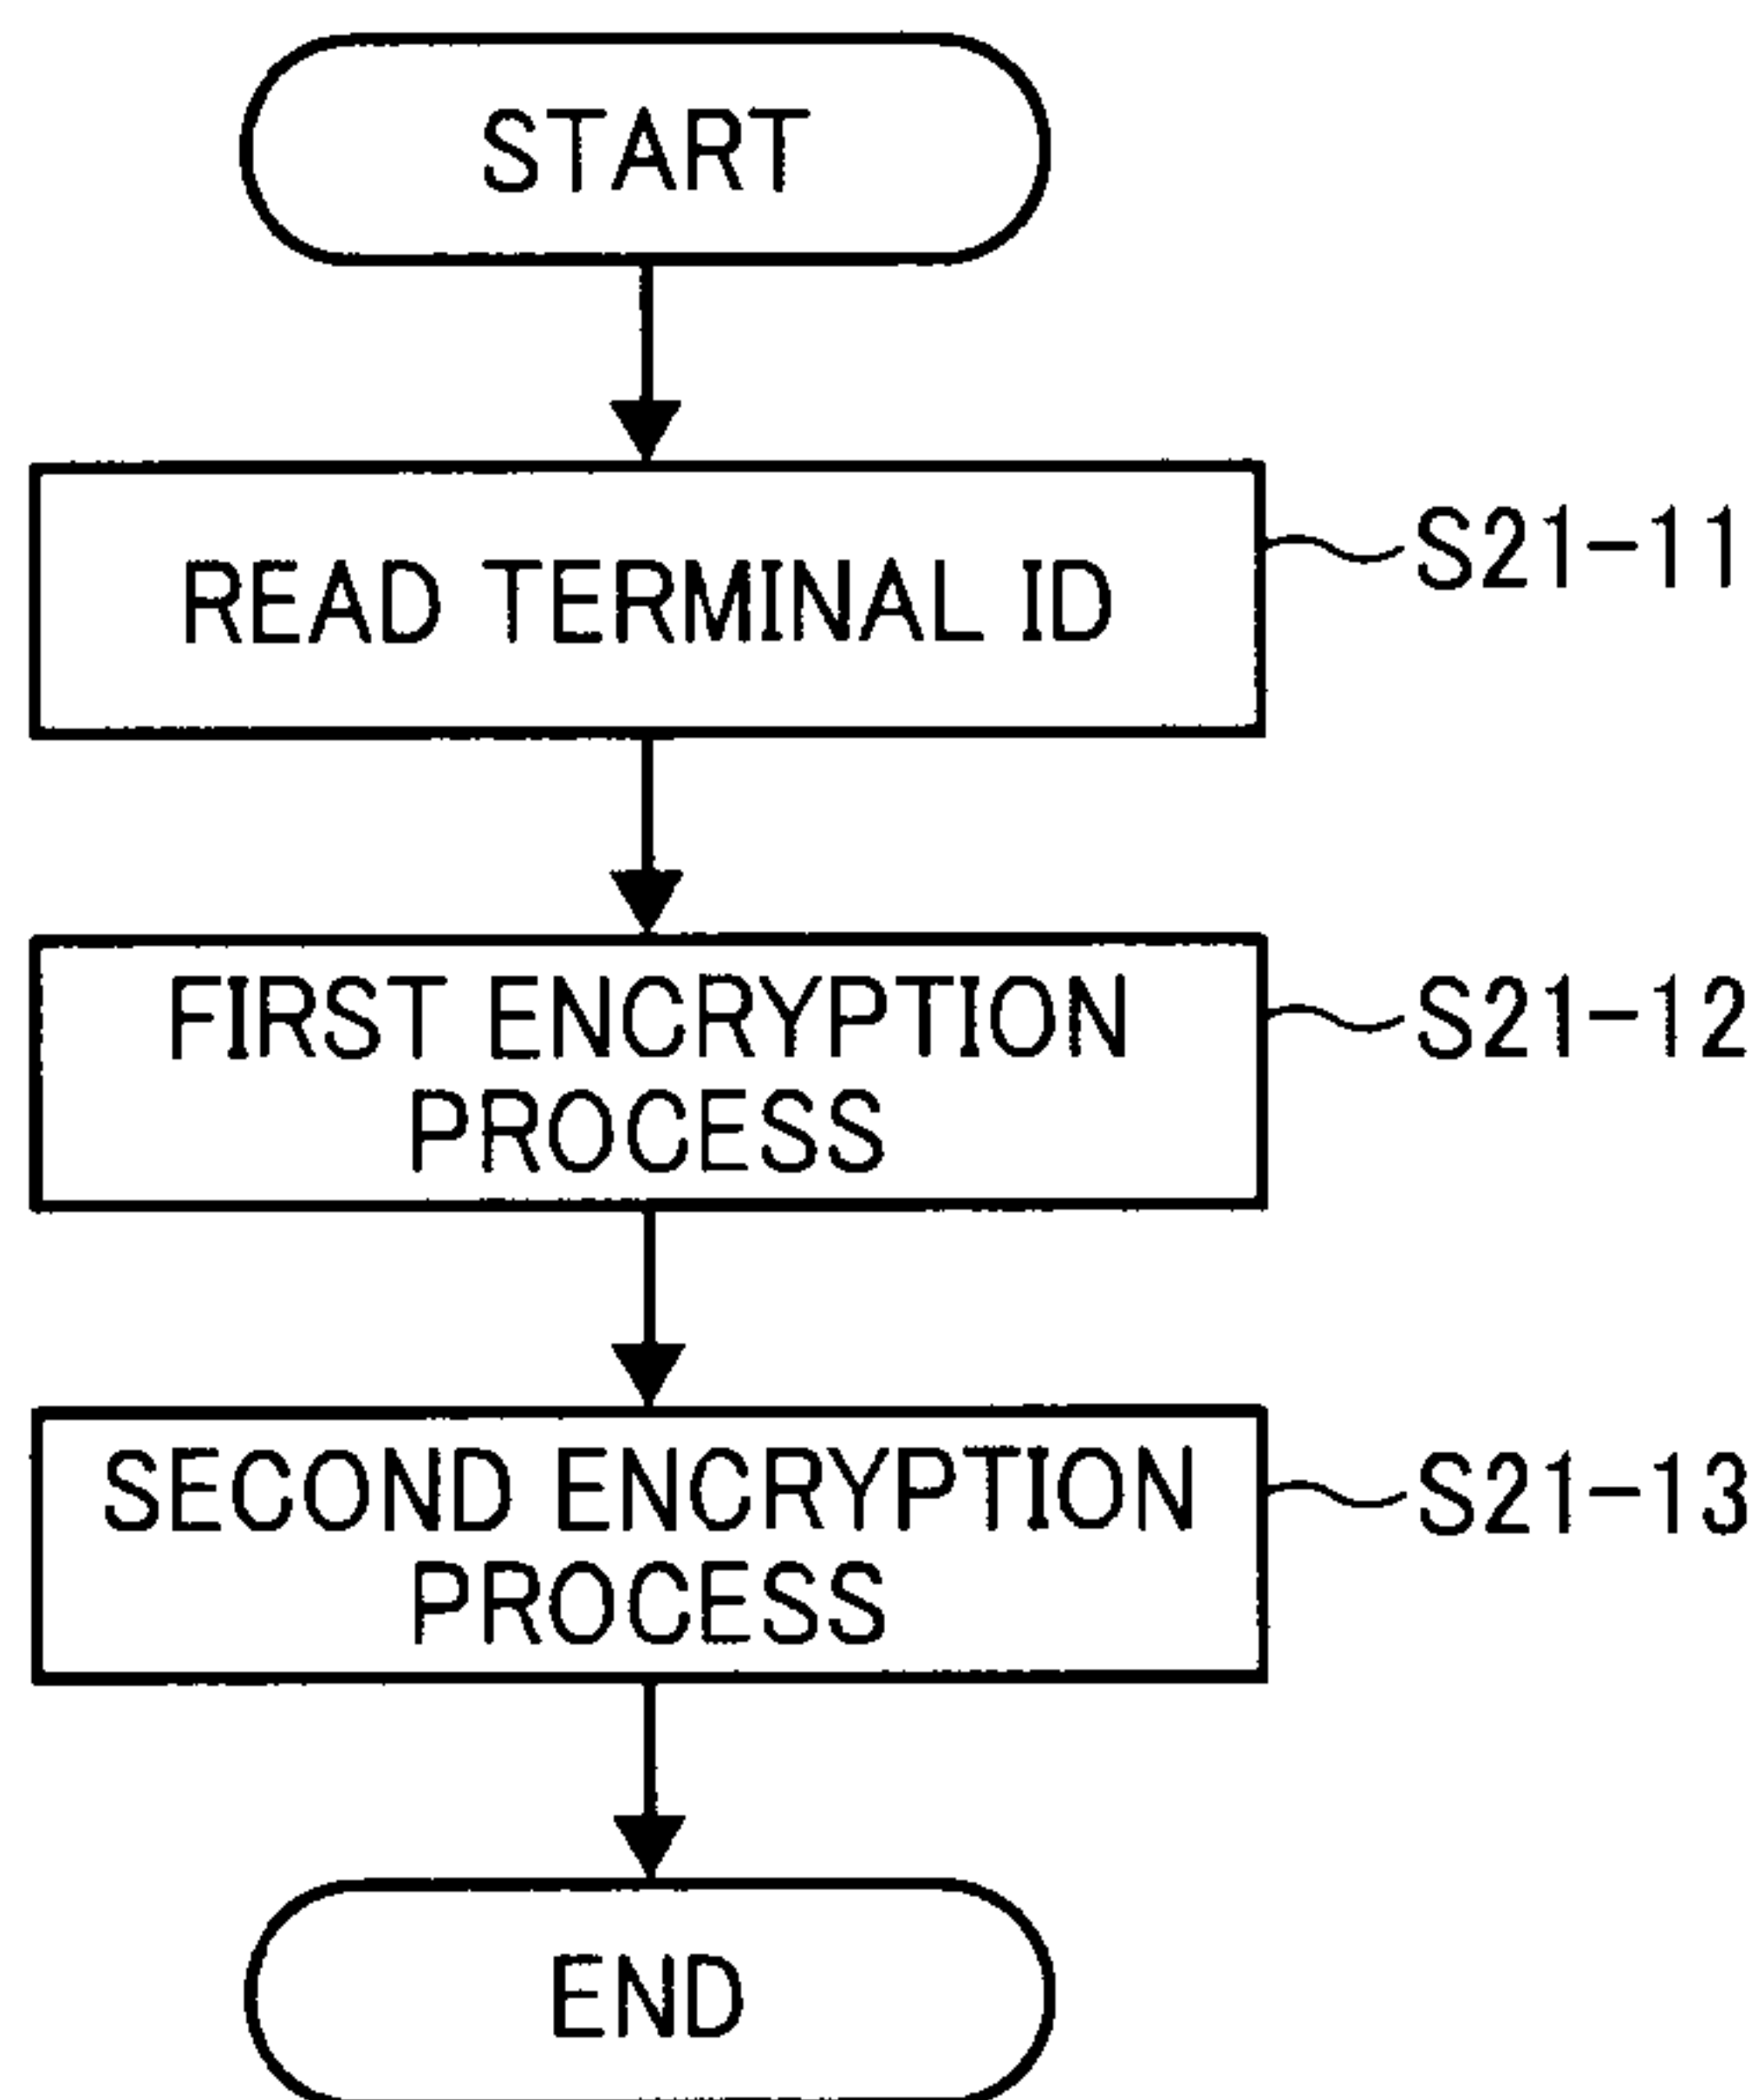 START
READ TERMINAL ID
S21-11
FIRST ENCRYPTION
PROCESS
S21-12
SECOND ENCRYPTION
PROCESS
S21-13
END